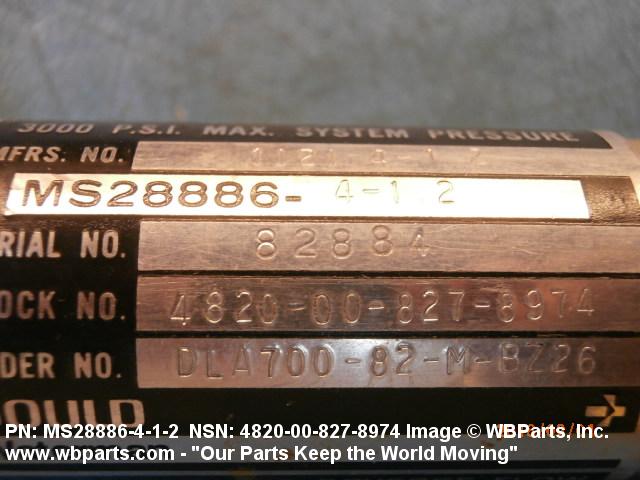 3000 P.S.I. MAX. SYSTEM PRESSURE
MFRS. NO.
MS28886- 4-1.2
RIAL NO. 82884
OCK NO. 4820-00-827-8974
DER NO. DLA700-82-M-BZ26
OULD
PN: MS28886-4-1-2 NSN: 4820-00-827-8974 Image © WBParts, Inc.
www.wbparts.com - "Our Parts Keep the World Moving"